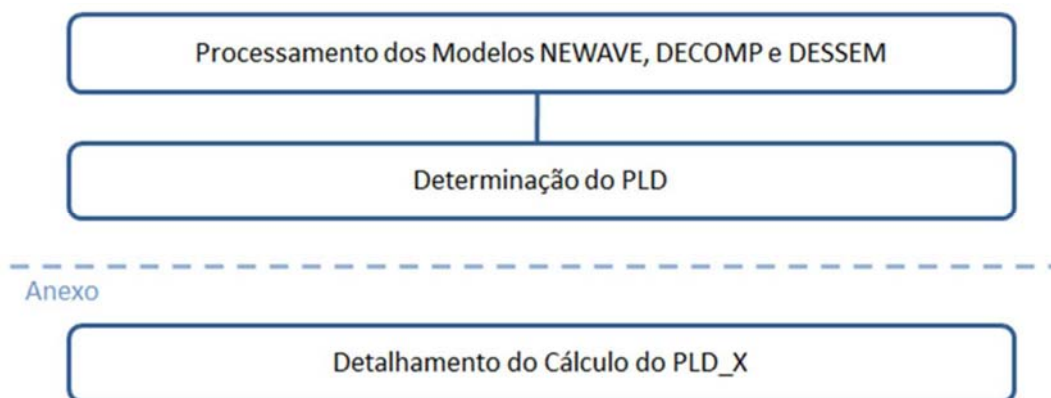 Processamento dos Modelos NEWAVE, DECOMP e DESSEM
Determinação do PLD
Anexo
Detalhamento do Cálculo do PLD_X